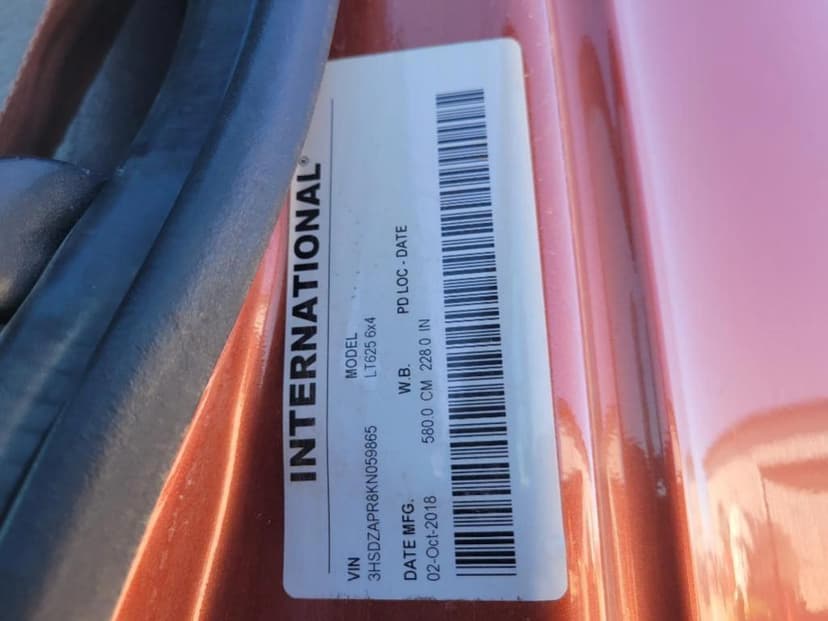 INTERNATIONAL®
VIN MODEL
3HSDZAPR8KN059865 LT625 6x4
DATE MFG. W.B. PD LOC - DATE
02-Oct-2018 580.0 CM 228.0 IN